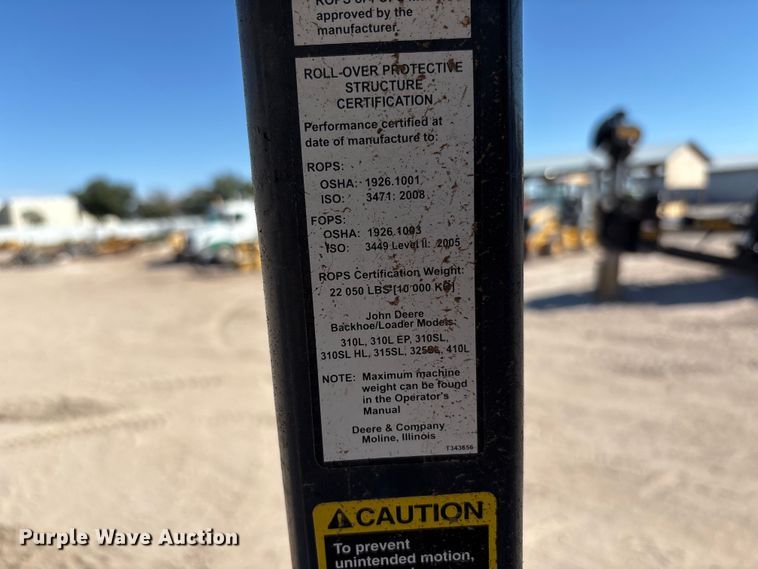 approved by the
manufacturer.
ROLL-OVER PROTECTIVE
STRUCTURE
CERTIFICATION
Performance certified at
date of manufacture to:
ROPS:
OSHA: 1926.1001
ISO: 3471: 2008
FOPS:
OSHA: 1926.1003
ISO: 3449 Level II: 2005
ROPS Certification Weight:
22 050 LBS [10 000 KG]
John Deere
Backhoe/Loader Models:
310L, 310L EP, 310SL,
310SL HL, 315SL, 325SL, 410L
NOTE: Maximum machine
weight can be found
in the Operator's
Manual
Deere & Company
Moline, Illinois
T343656
CAUTION
To prevent
unintended motion,
Purple Wave Auction